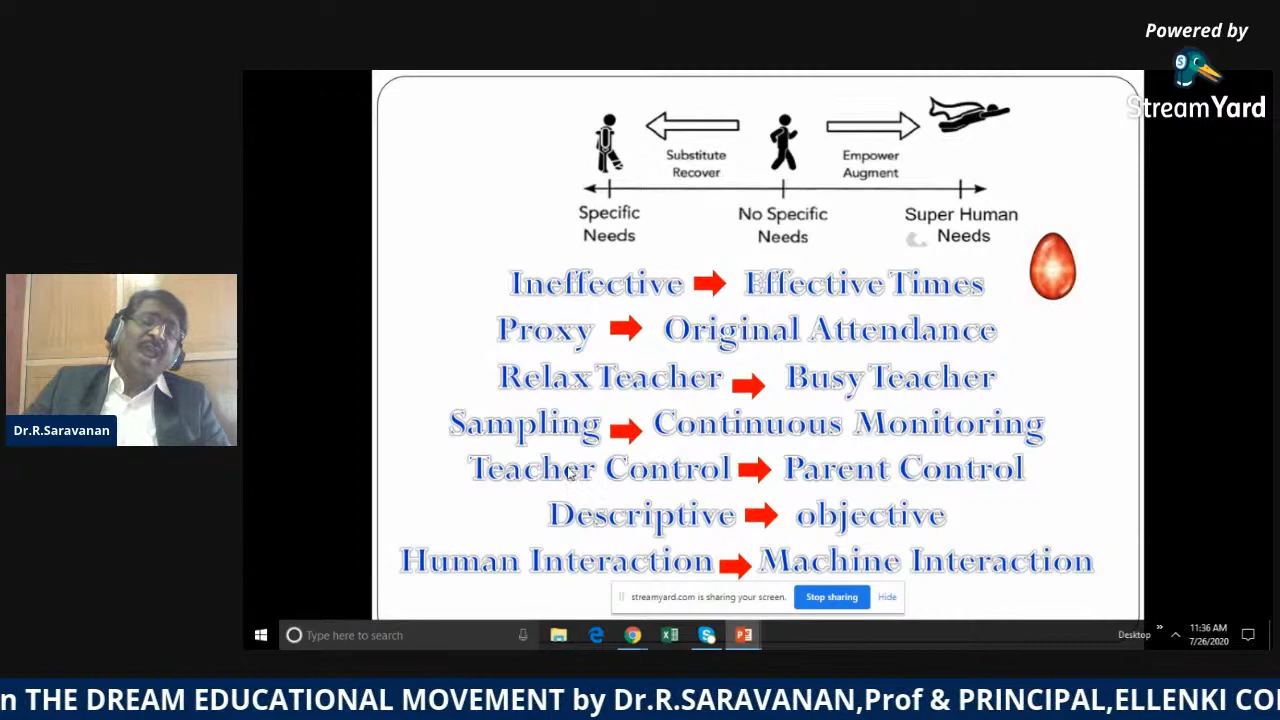 Powered by
StreamYard
Substitute
Recover
Empower
Augment
Specific
Needs
No Specific
Needs
Super Human
Needs
Ineffective Effective Times
Proxy Original Attendance
Relax Teacher Busy Teacher
Sampling Continuous Monitoring
Teacher Control Parent Control
Descriptive objective
Human Interaction Machine Interaction
Dr.R.Saravanan
streamyard.com is sharing your screen. Stop sharing Hide
Type here to search
Desktop
11:36 AM
7/26/2020
n THE DREAM EDUCATIONAL MOVEMENT by Dr.R.SARAVANAN,Prof & PRINCIPAL,ELLENKI CO